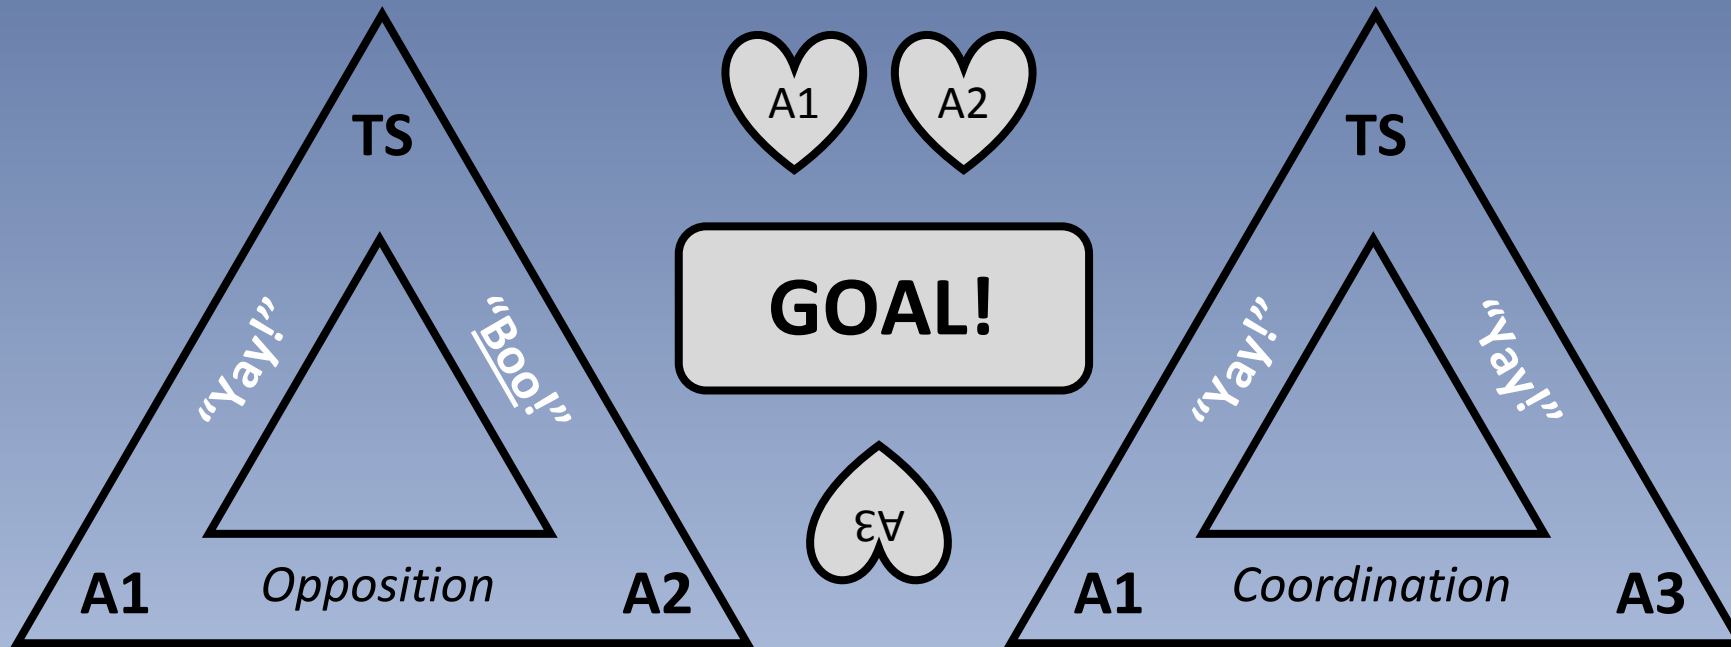 TS
“Yay!”
“Boo!”
A1
Opposition
A2
A1
A2
GOAL!
A3
TS
“Yay!”
“Yay!”
A1
Coordination
A3